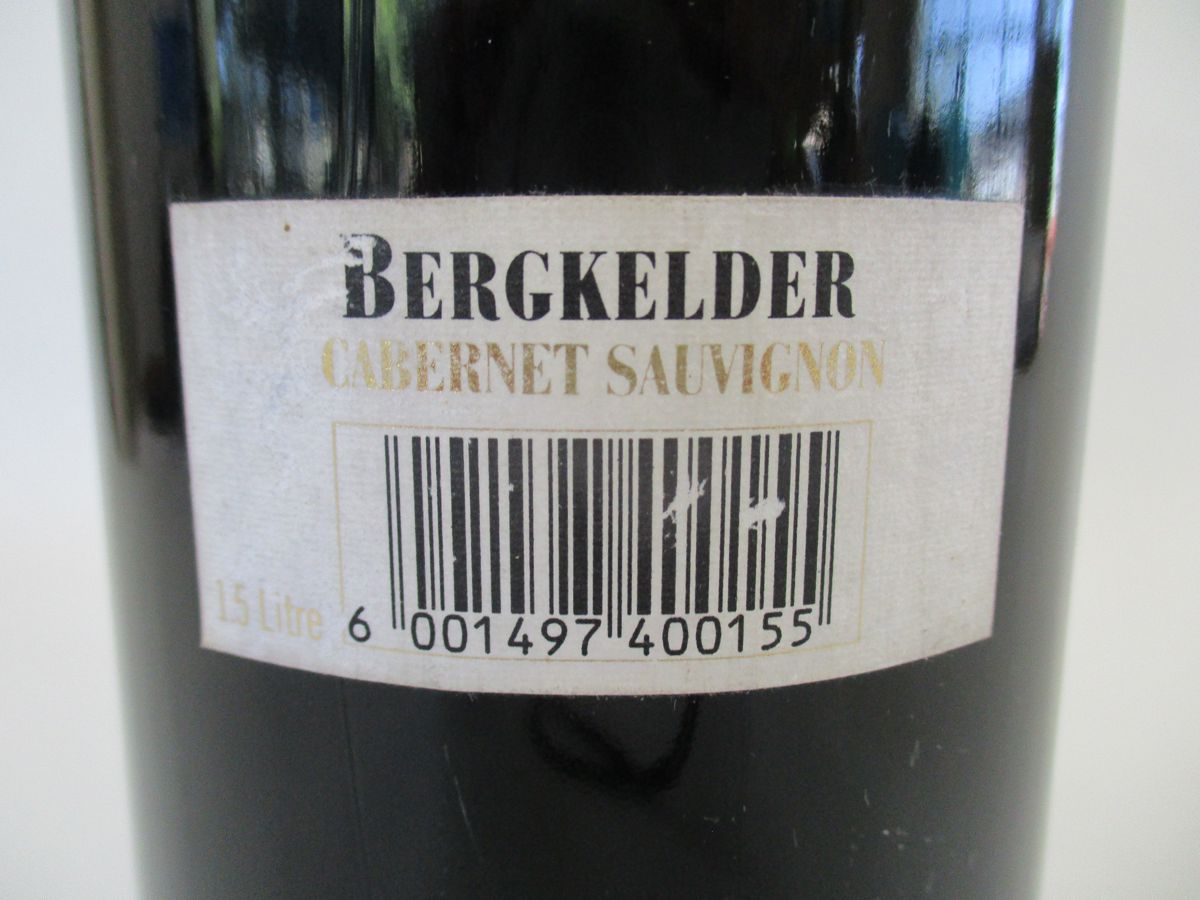 BERGKELDER
CABERNET SAUVIGNON
1.5 Litre
6 001497 400155